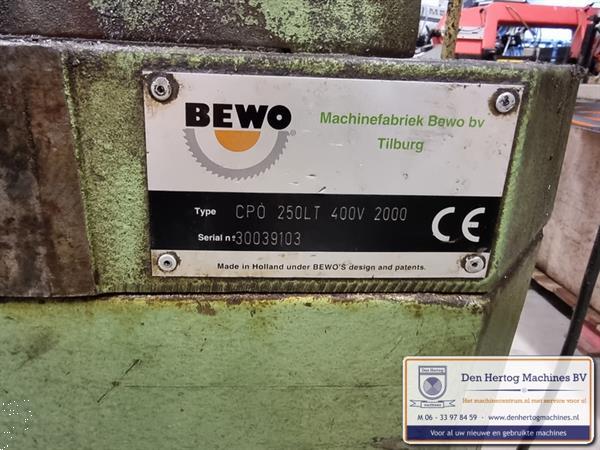 BEWO
Machinefabriek Bewo bv
Tilburg
Type CPO 250LT 400V 2000
Serial nº 30039103
CE
Made in Holland under BEWO'S design and patents.
Den Hertog Machines BV
Het machinecentrum.nl met service voor u!
M 06 - 33 97 84 59 - www.denhertogmachines.nl
Voor al uw nieuwe en gebruikte machines